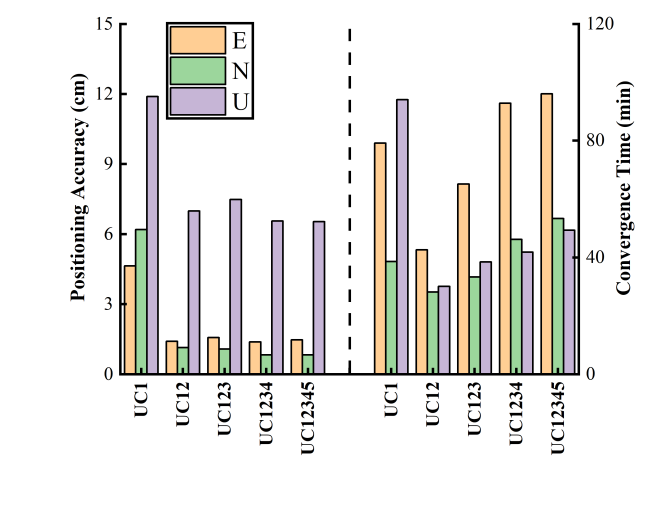 15
12
9
6
3
0
Positioning Accuracy (cm)
E
N
U
120
80
40
0
Convergence Time (min)
UC1
UC12
UC123
UC1234
UC12345
UC1
UC12
UC123
UC1234
UC12345